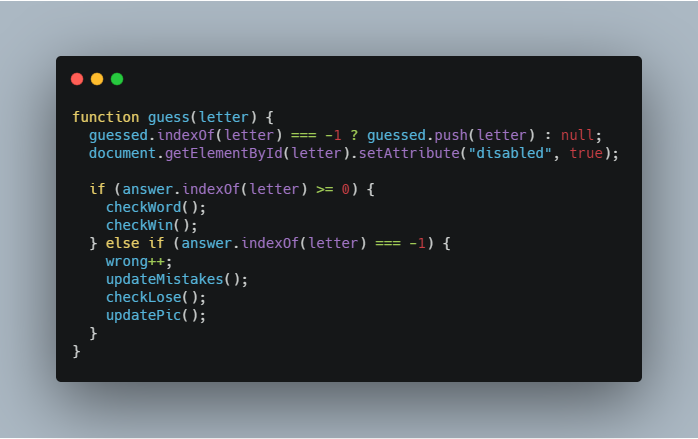 function guess(letter) {
  guessed.indexOf(letter) === -1 ? guessed.push(letter) : null;
  document.getElementById(letter).setAttribute("disabled", true);

  if (answer.indexOf(letter) >= 0) {
    checkWord();
    checkWin();
  } else if (answer.indexOf(letter) === -1) {
    wrong++;
    updateMistakes();
    checkLose();
    updatePic();
  }
}